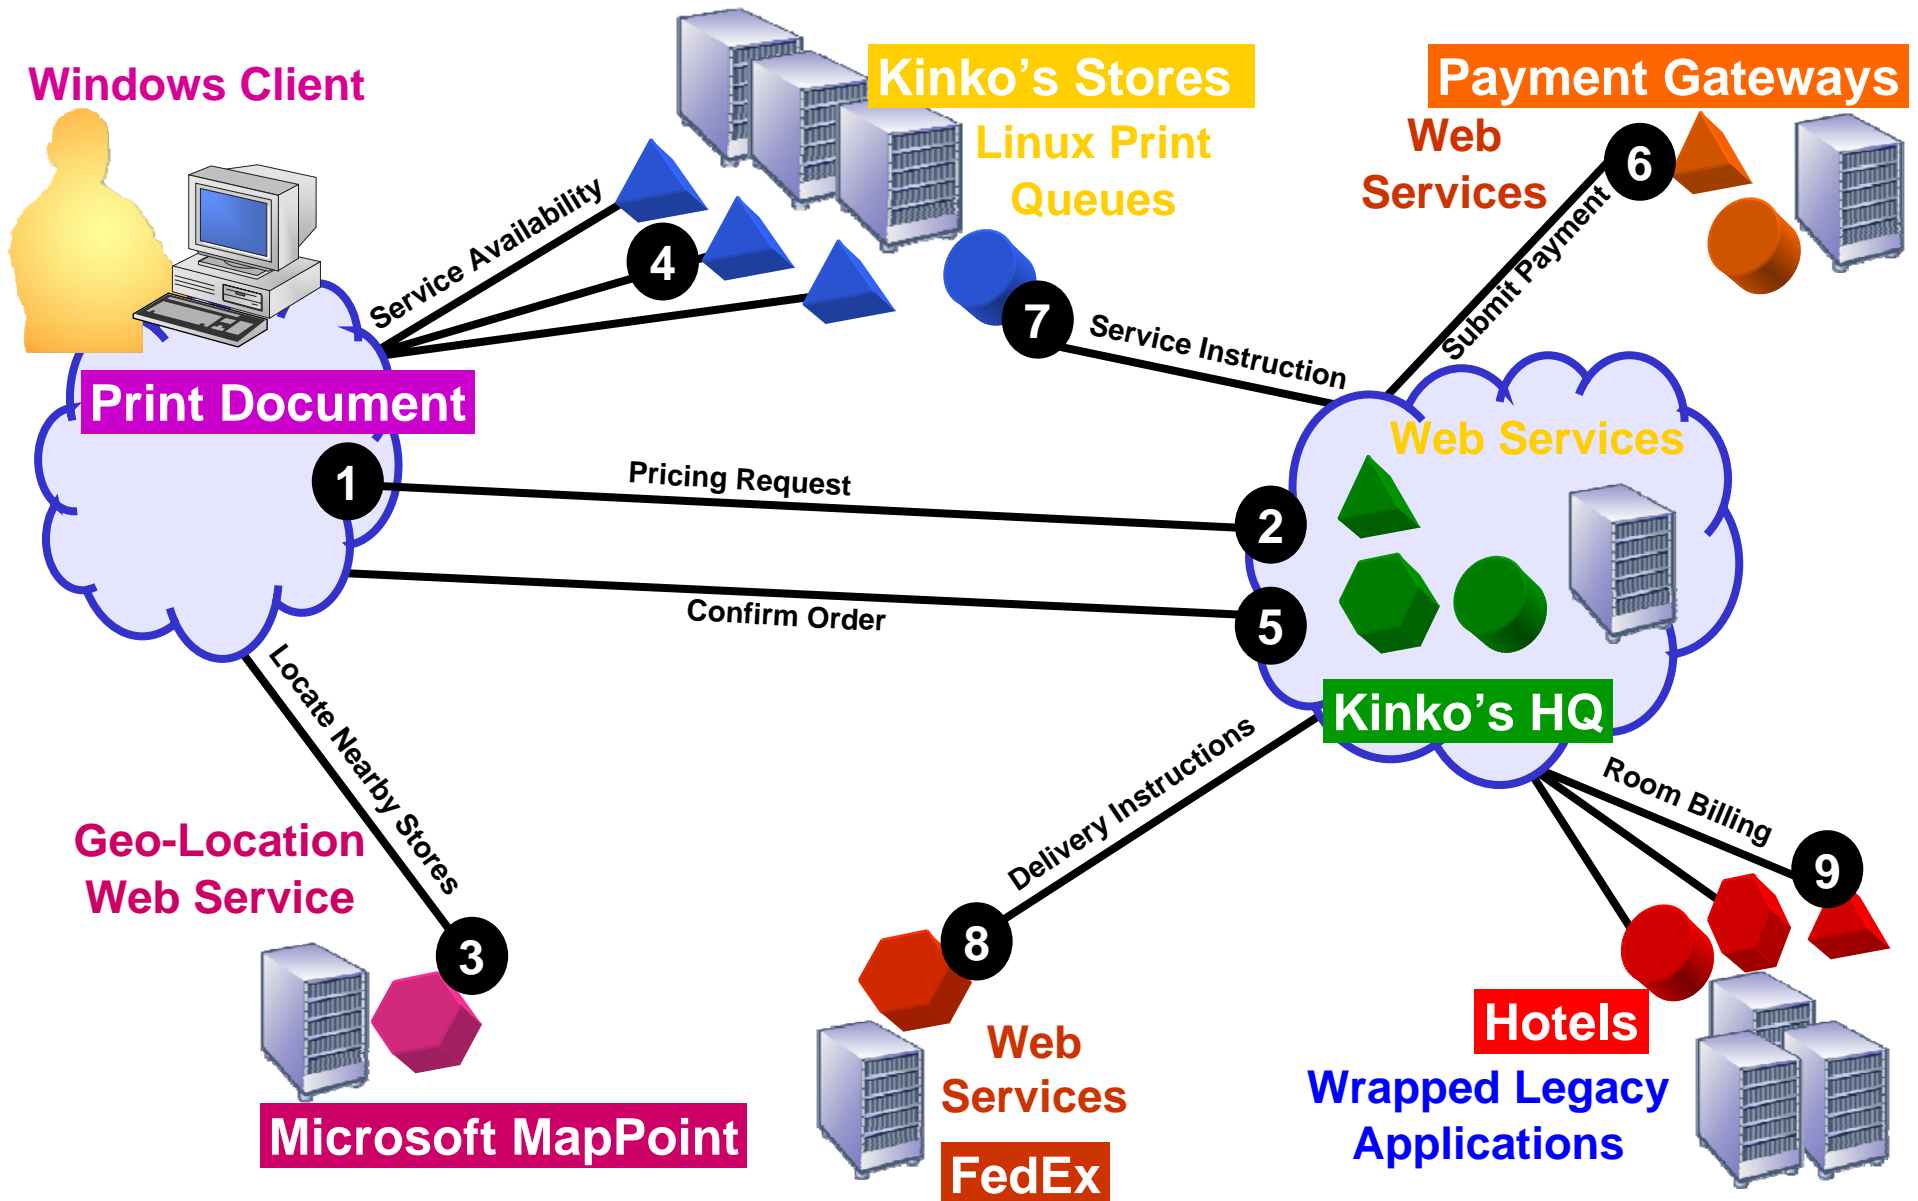 Windows Client
Kinko's Stores
Payment Gateways
Linux Print
Queues
Web
Services
6
Service Availability
4
7
Service Instruction
Submit Payment
Print Document
Web Services
1
Pricing Request
2
Confirm Order
5
Kinko's HQ
Locate Nearby Stores
Delivery Instructions
Room Billing
Geo-Location
Web Service
3
8
9
Microsoft MapPoint
Web
Services
FedEx
Hotels
Wrapped Legacy
Applications